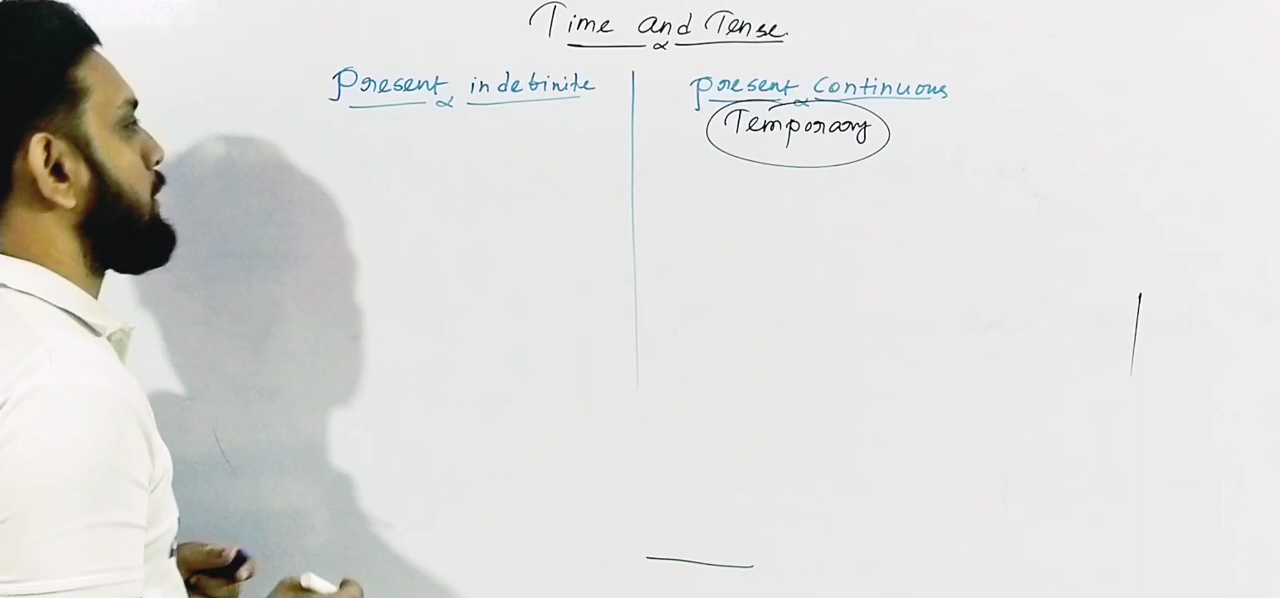 Time and Tense
Present indefinite
present continuous
Temporary